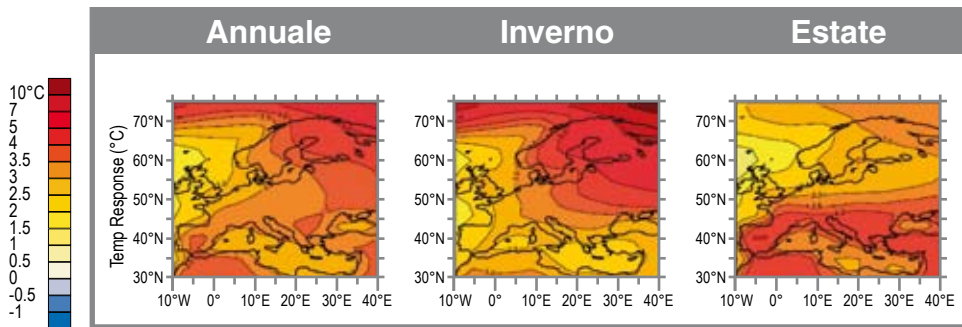 Annuale Inverno Estate
10°C
7
5
4
3.5
3
2.5
2
1.5
1
0.5
0
-0.5
-1
Temp Response (°C)
70°N
60°N
50°N
40°N
30°N
10°W 0° 10°E 20°E 30°E 40°E
70°N
60°N
50°N
40°N
30°N
10°W 0° 10°E 20°E 30°E 40°E
70°N
60°N
50°N
40°N
30°N
10°W 0° 10°E 20°E 30°E 40°E